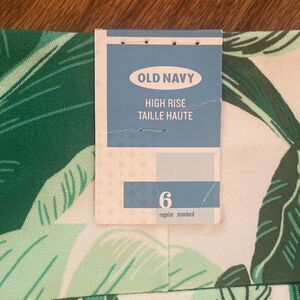 OLD NAVY
HIGH RISE
TAILLE HAUTE
6
regular standard